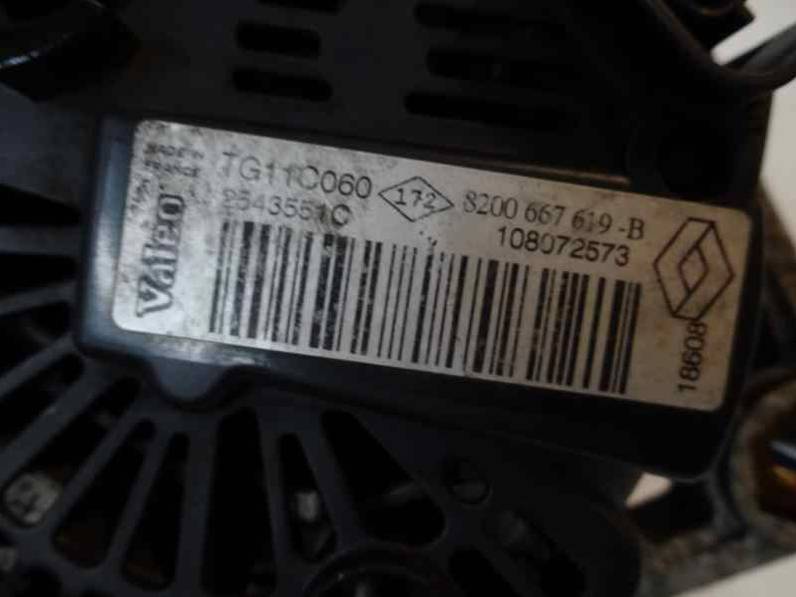 MADE IN
FRANCE
Valeo
TG11C060
2543551C
172
8200 667 619 -B
108072573
18608